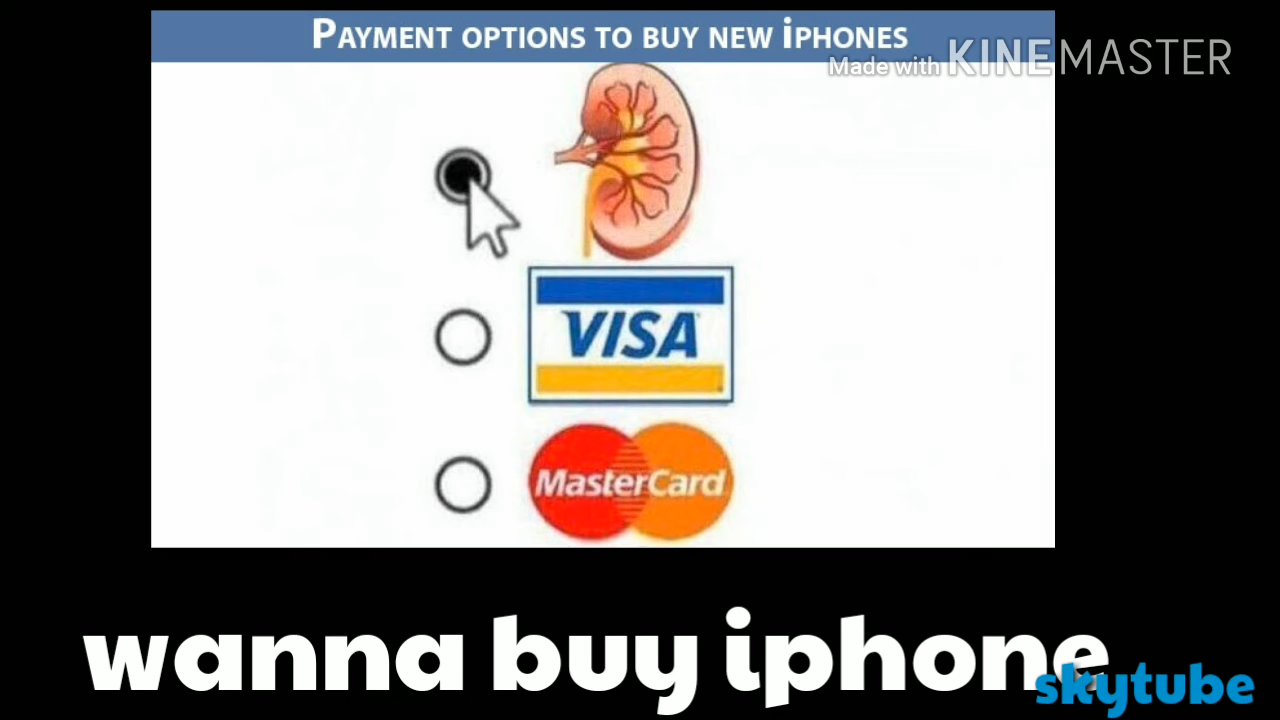 Payment options to buy new iphones
Made with KINEMASTER
VISA
MasterCard
wanna buy iphone
skytube